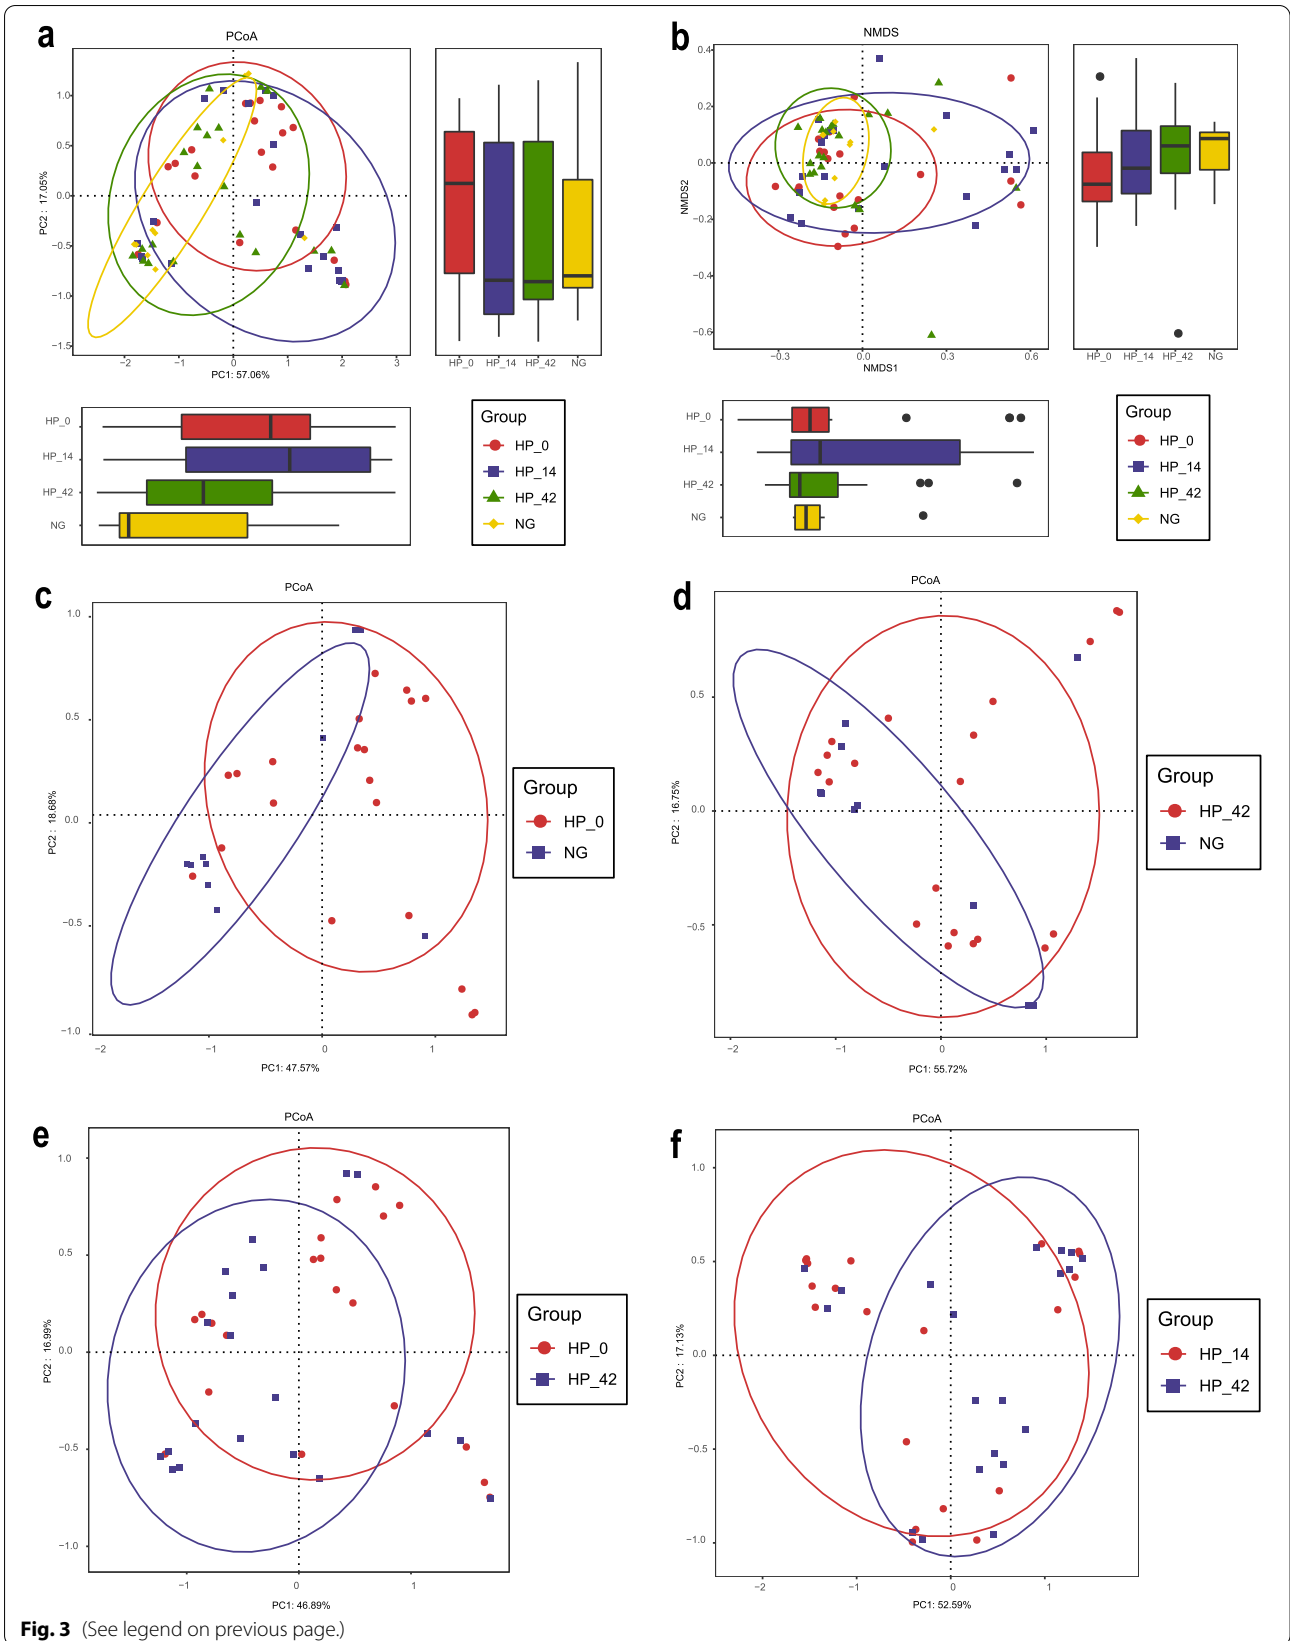 a
PCoA
PC2 : 17.05%
1.0
0.5
0.0
−0.5
−1.0
−1.5
−2
−1
0
1
2
3
PC1: 57.06%
HP_0
HP_14
HP_42
NG
HP_0
HP_14
HP_42
NG
Group
HP_0
HP_14
HP_42
NG
b
NMDS
NMDS2
0.4
0.2
0.0
−0.2
−0.4
−0.6
−0.3
0.0
0.3
0.6
NMDS1
HP_0
HP_14
HP_42
NG
HP_0
HP_14
HP_42
NG
Group
HP_0
HP_14
HP_42
NG
c
PCoA
PC2 : 18.68%
1.0
0.5
0.0
−0.5
−1.0
−2
−1
0
1
PC1: 47.57%
Group
HP_0
NG
d
PCoA
PC2 : 16.75%
0.5
0.0
−0.5
−2
−1
0
1
PC1: 55.72%
Group
HP_42
NG
e
PCoA
PC2 : 16.99%
1.0
0.5
0.0
−0.5
−1.0
−1
0
1
PC1: 46.89%
Group
HP_0
HP_42
f
PCoA
PC2 : 17.13%
1.0
0.5
0.0
−0.5
−1.0
−2
−1
0
1
PC1: 52.59%
Group
HP_14
HP_42
Fig. 3 (See legend on previous page.)